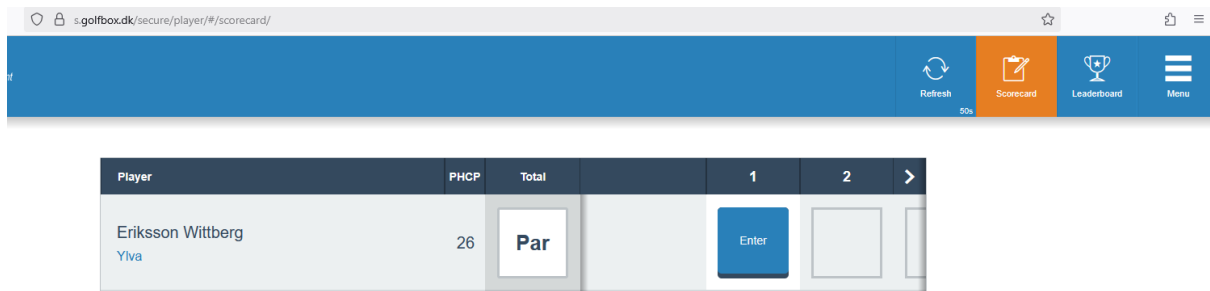 s.golfbox.dk/secure/player/#/scorecard/
Refresh
50s
Scorecard
Leaderboard
Menu
Player PHCP Total 1 2
Eriksson Wittberg
Ylva
26 Par Enter